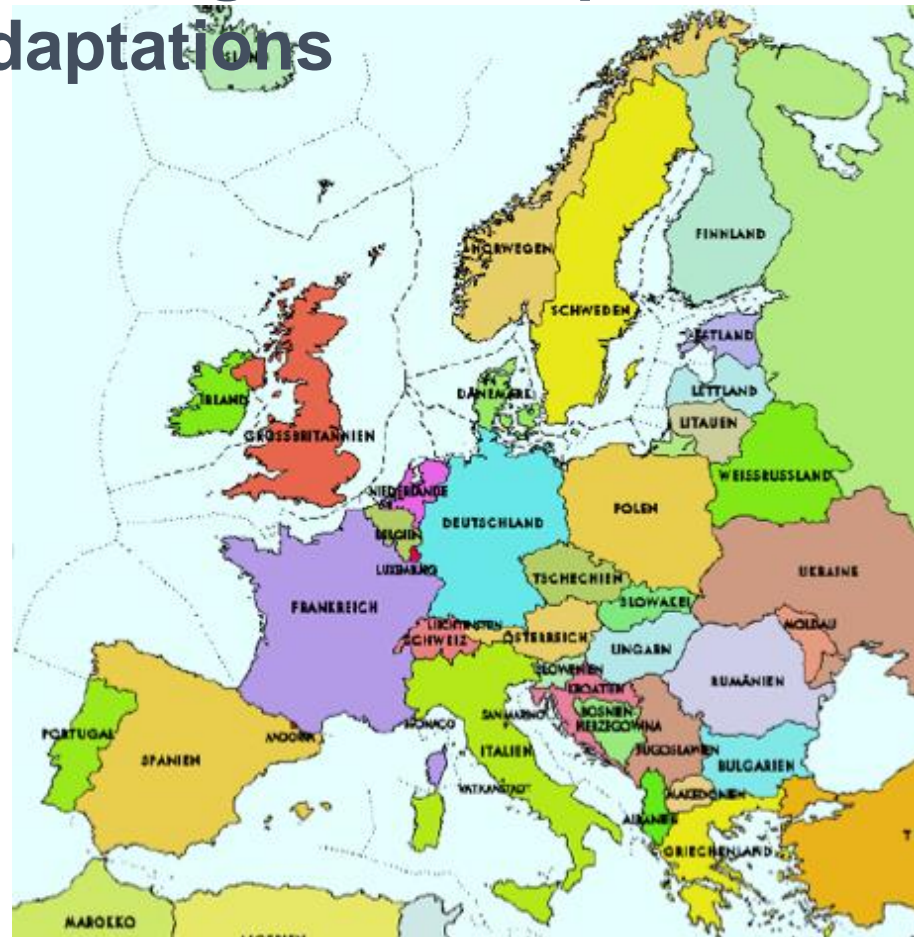 daptations
NORWEGEN
FINNLAND
SCHWEDEN
ESTLAND
LETTLAND
LITAUEN
DÄNEMARK
IRLAND
GROSSBRITANNIEN
WEISSRUSSLAND
NIEDERLANDE
POLEN
DEUTSCHLAND
BELGIEN
LUXEMBURG
TSCHECHIEN
UKRAINE
SLOWAKEI
FRANKREICH
LIECHTENSTEIN
MOLDAU
SCHWEIZ
ÖSTERREICH
UNGARN
SLOWENIEN
RUMÄNIEN
KROATIEN
BOSNIEN
HERZEGOWINA
SAN MARINO
MONACO
PORTUGAL
ANDORRA
SPANIEN
ITALIEN
JUGOSLAWIEN
BULGARIEN
VATIKANSTADT
MAKEDONIEN
ALBANIEN
GRIECHENLAND
T
MAROKKO